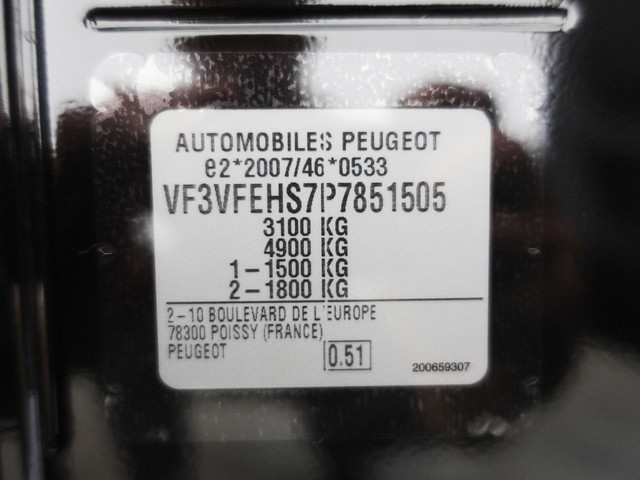 AUTOMOBILES PEUGEOT
e2*2007/46*0533
VF3VFEHS7P7851505
3100 KG
4900 KG
1-1500 KG
2-1800 KG
2-10 BOULEVARD DE L'EUROPE
78300 POISSY (FRANCE)
PEUGEOT
0.51
200659307